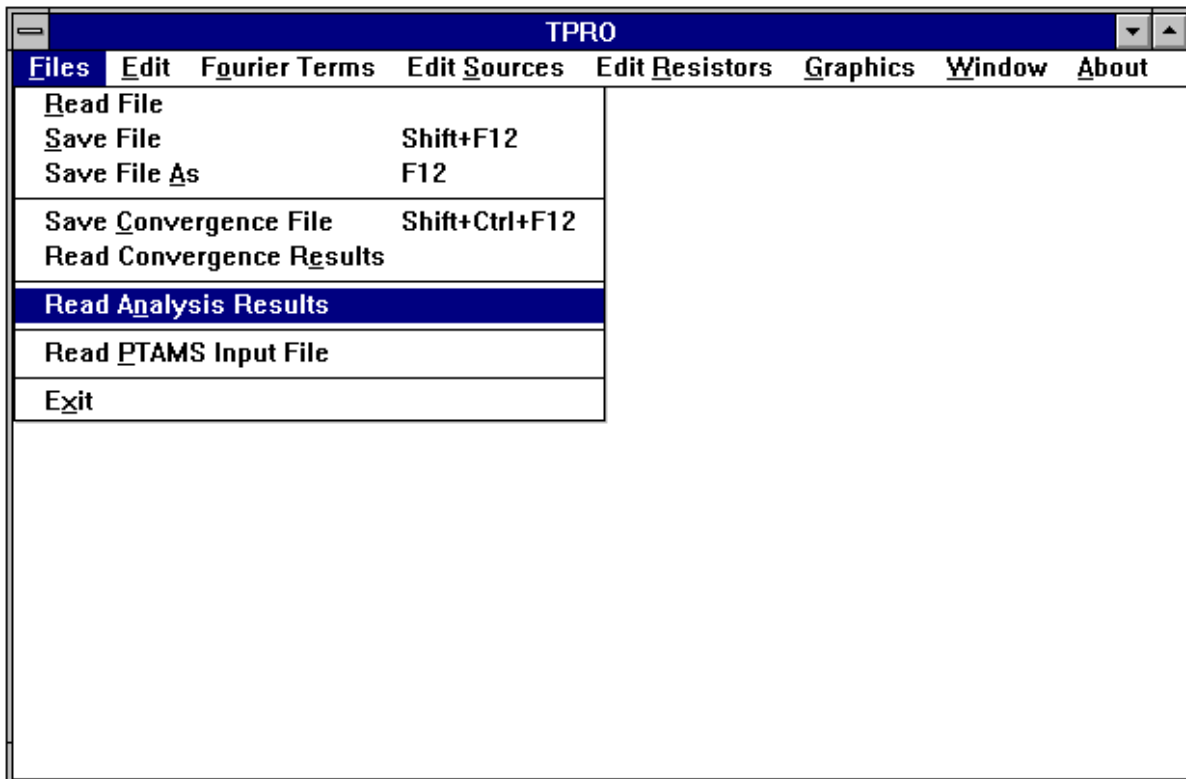 TPRO
Files Edit Fourier Terms Edit Sources Edit Resistors Graphics Window About
Read File
Save File Shift+F12
Save File As F12
Save Convergence File Shift+Ctrl+F12
Read Convergence Results
Read Analysis Results
Read PTAMS Input File
Exit